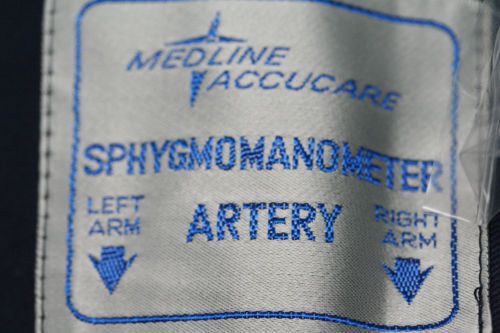 MEDLINE
ACCUCARE
SPHYGMOMANOMETER
LEFT ARM
ARTERY
RIGHT ARM